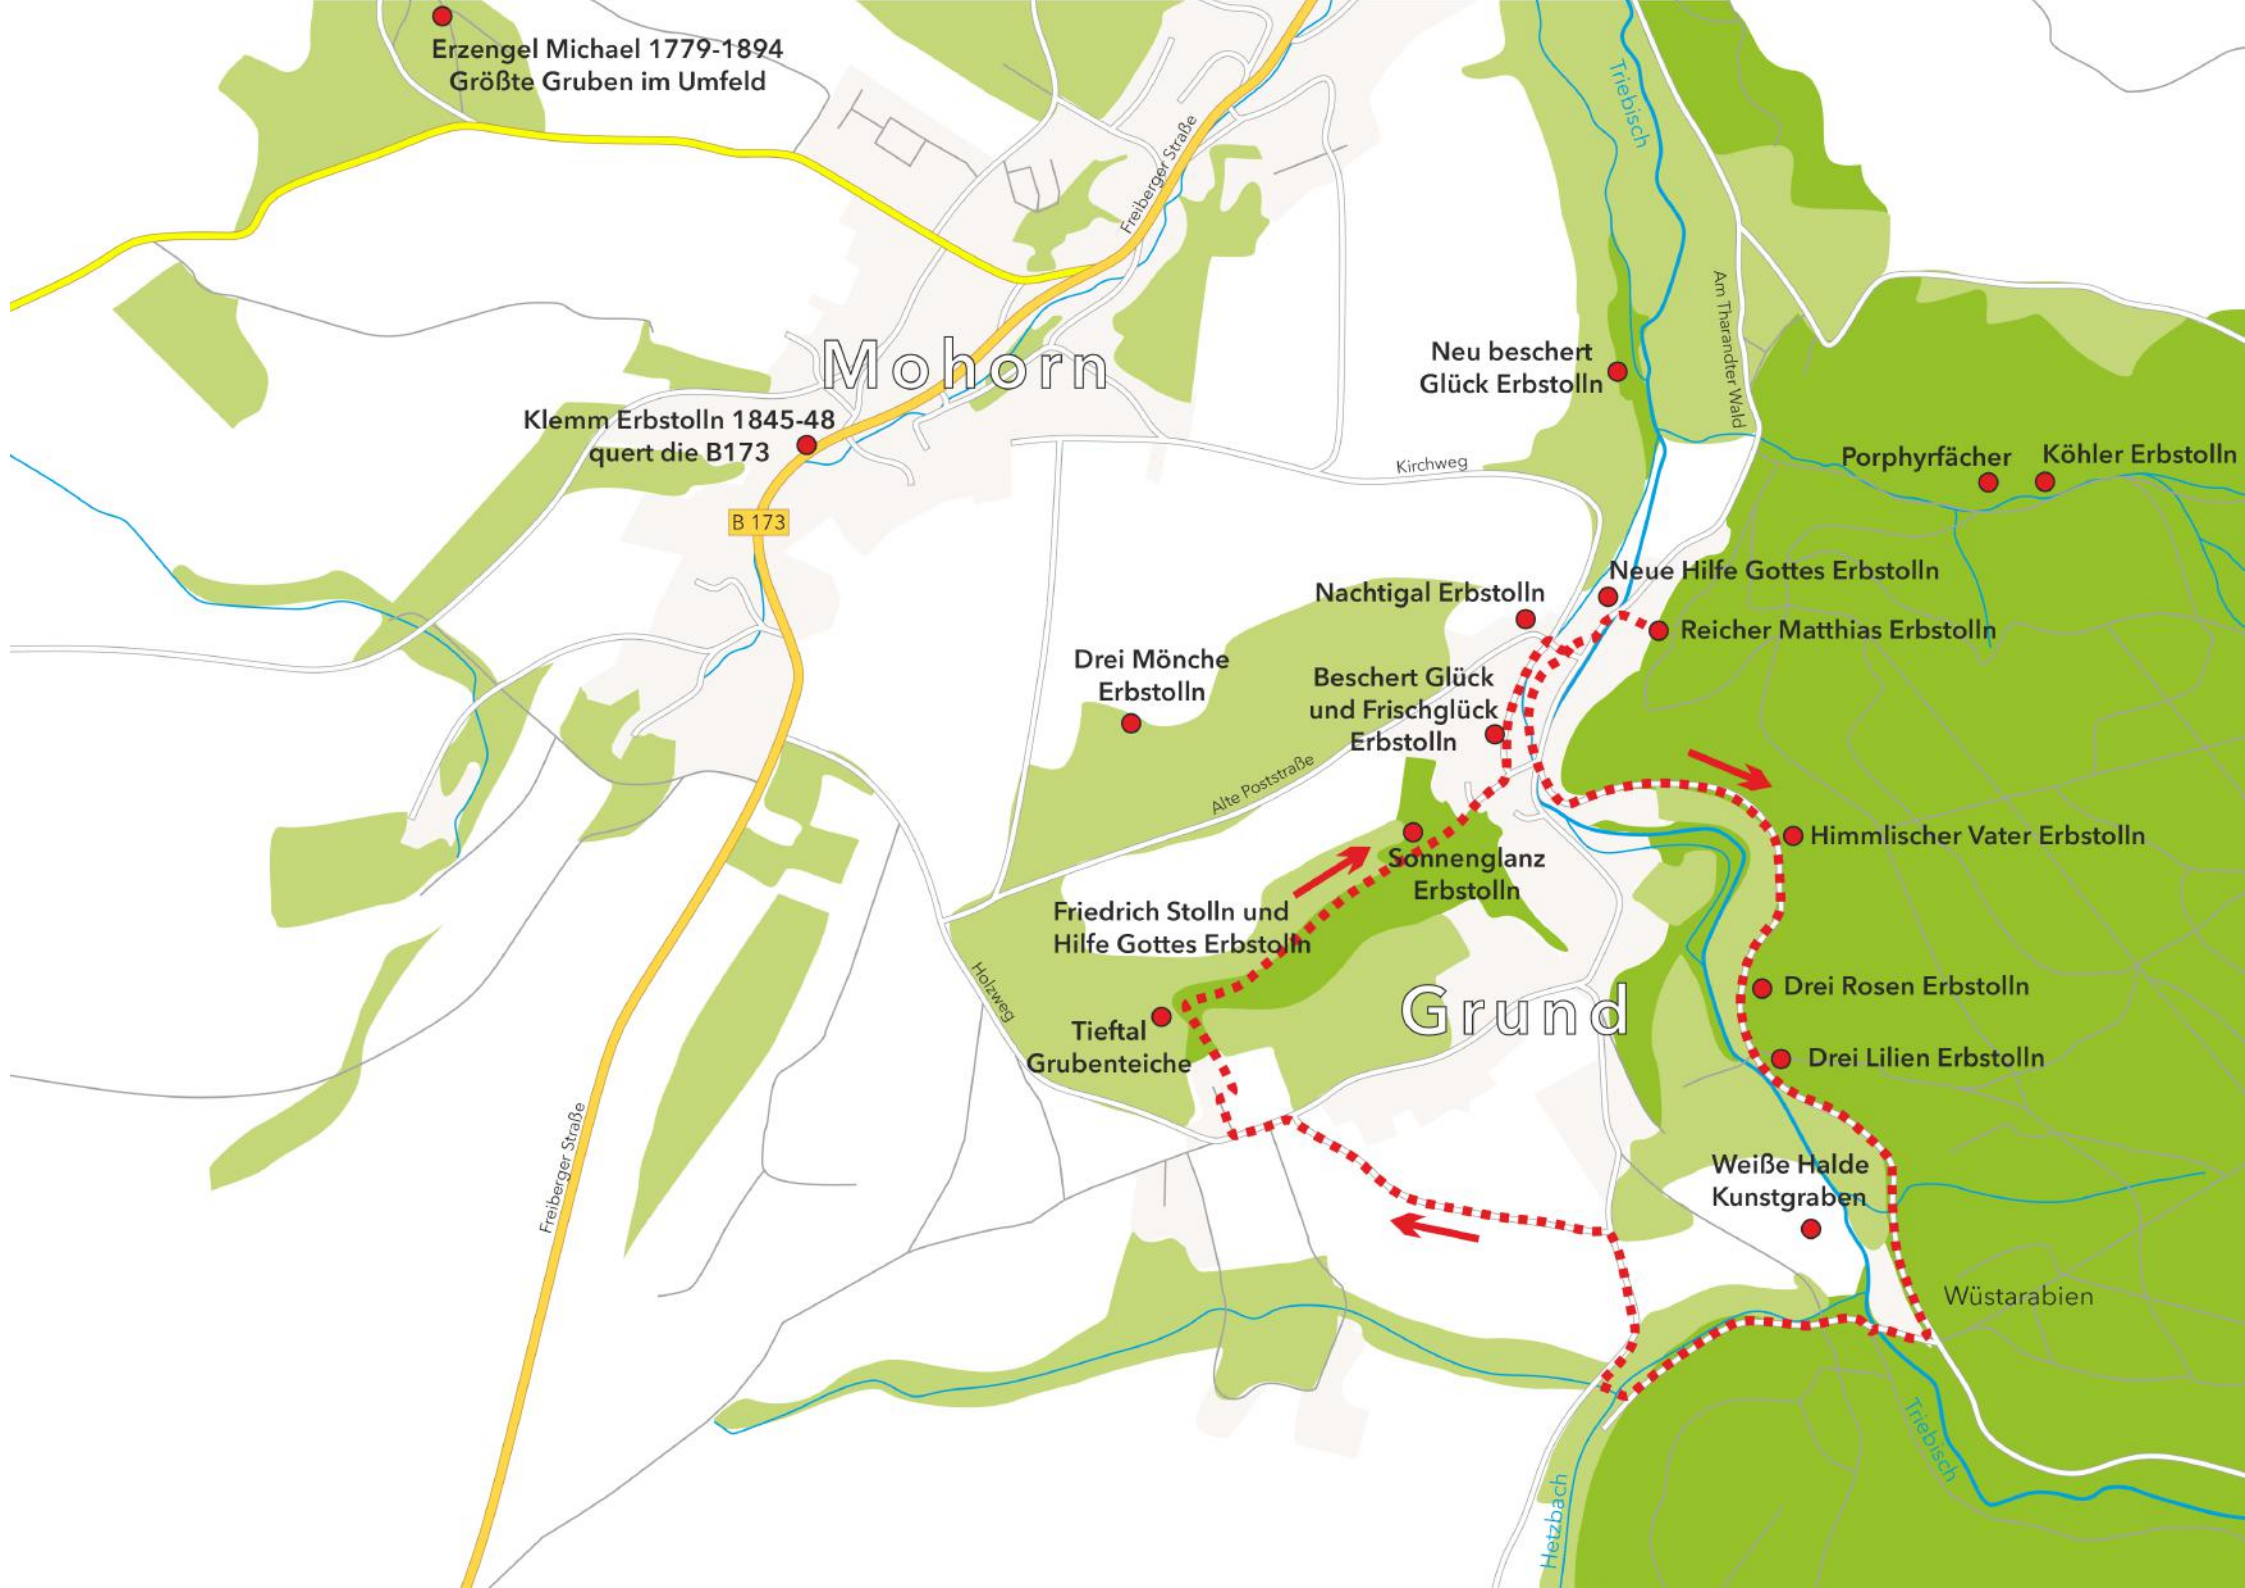 Erzengel Michael 1779-1894
Größte Gruben im Umfeld
Triebisch
Freiberger Straße
Am Tharandter Wald
Mohorn
Neu beschert
Glück Erbstolln
Klemm Erbstolln 1845-48
quert die B173
Kirchweg
Porphyrfächer
Köhler Erbstolln
B 173
Neue Hilfe Gottes Erbstolln
Nachtigal Erbstolln
Reicher Matthias Erbstolln
Drei Mönche
Erbstolln
Beschert Glück
und Frischglück
Erbstolln
Alte Poststraße
Himmlischer Vater Erbstolln
Sonnenglanz
Erbstolln
Friedrich Stolln und
Hilfe Gottes Erbstolln
Holzweg
Grund
Drei Rosen Erbstolln
Tieftal
Grubenteiche
Drei Lilien Erbstolln
Freiberger Straße
Weiße Halde
Kunstgraben
Wüstarabien
Triebisch
Hetzbach